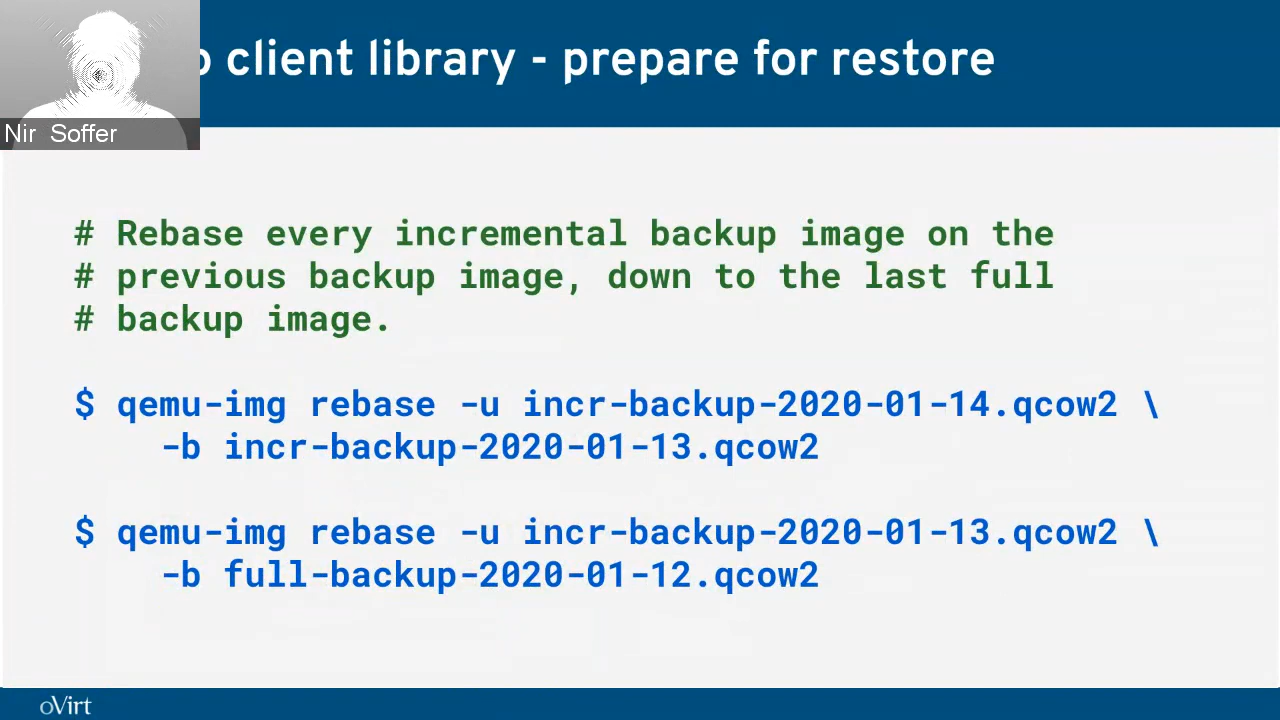 client library - prepare for restore
Nir Soffer
# Rebase every incremental backup image on the
# previous backup image, down to the last full
# backup image.
$ qemu-img rebase -u incr-backup-2020-01-14.qcow2 \
-b incr-backup-2020-01-13.qcow2
$ qemu-img rebase -u incr-backup-2020-01-13.qcow2 \
-b full-backup-2020-01-12.qcow2
oVirt